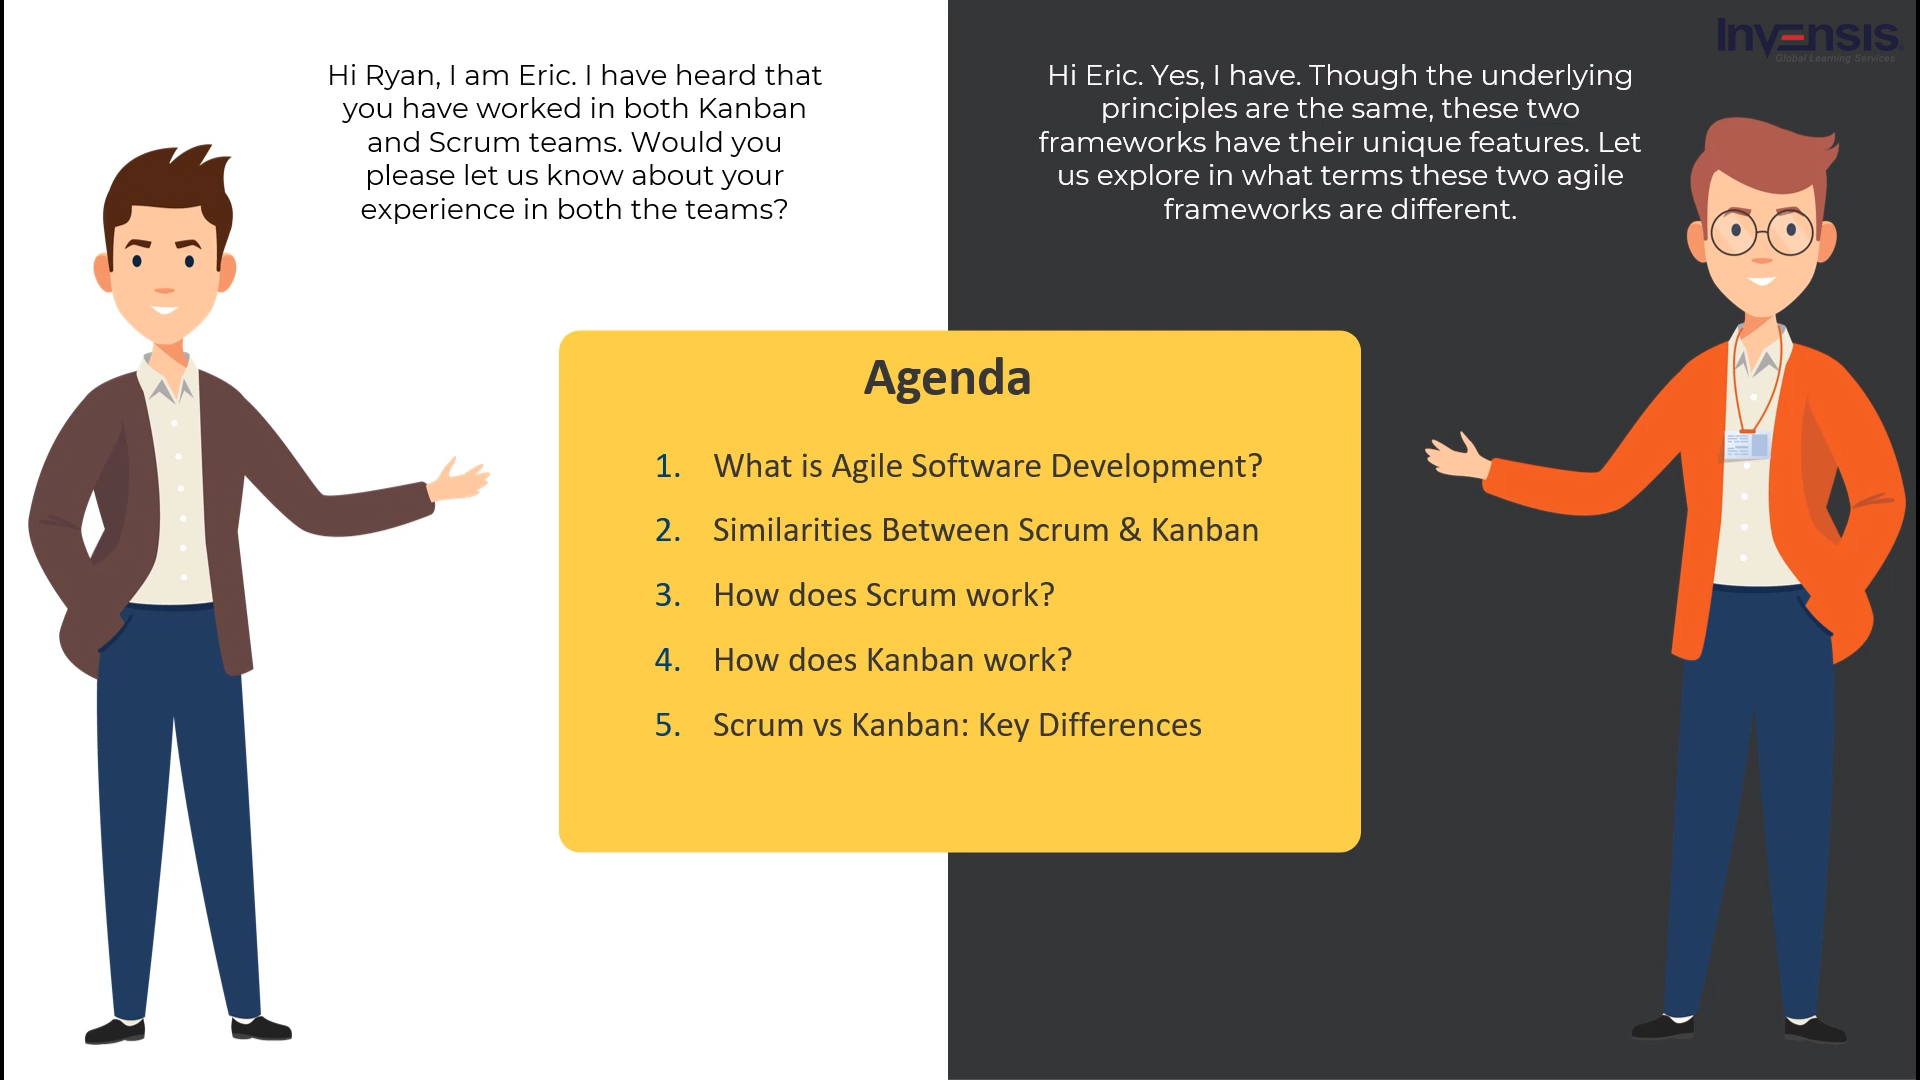 Hi Ryan, I am Eric. I have heard that
you have worked in both Kanban
and Scrum teams. Would you
please let us know about your
experience in both the teams?
Invensis
Global Learning Services
Hi Eric. Yes, I have. Though the underlying
principles are the same, these two
frameworks have their unique features. Let
us explore in what terms these two agile
frameworks are different.
Agenda
1. What is Agile Software Development?
2. Similarities Between Scrum & Kanban
3. How does Scrum work?
4. How does Kanban work?
5. Scrum vs Kanban: Key Differences